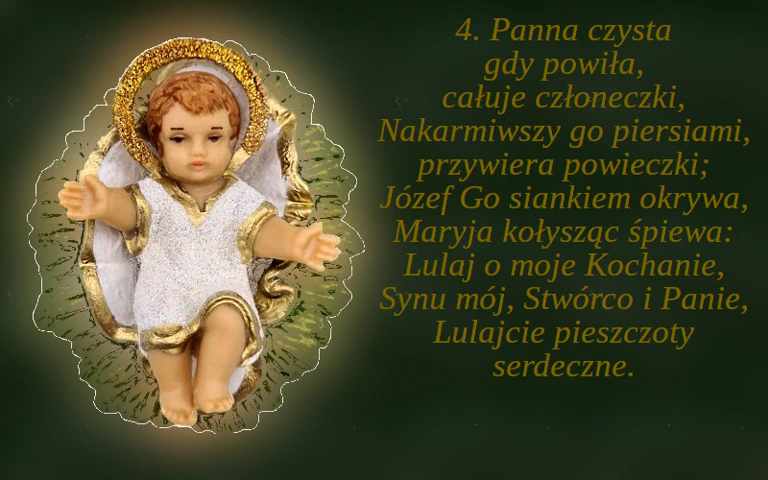 4. Panna czysta
gdy powiła,
całuje członeczki,
Nakarmiwszy go piersiami,
przywiera powieczki;
Józef Go siankiem okrywa,
Maryja kołysząc śpiewa:
Lulaj o moje Kochanie,
Synu mój, Stwórco i Panie,
Lulajcie pieszczoty
serdeczne.